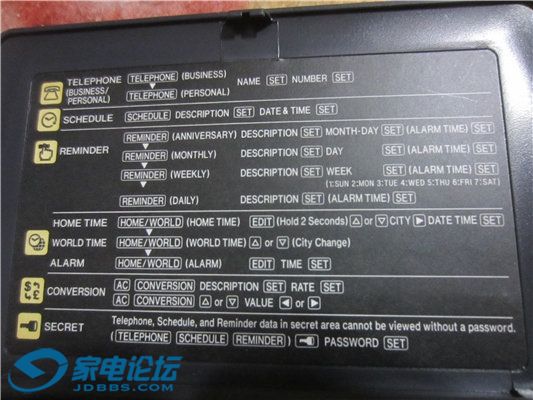 TELEPHONE TELEPHONE (BUSINESS) NAME SET NUMBER SET
(BUSINESS/PERSONAL) TELEPHONE (PERSONAL)
SCHEDULE SCHEDULE DESCRIPTION SET DATE & TIME SET
REMINDER REMINDER (ANNIVERSARY) DESCRIPTION SET MONTH-DAY SET (ALARM TIME) SET
REMINDER (MONTHLY) DESCRIPTION SET DAY SET (ALARM TIME) SET
REMINDER (WEEKLY) DESCRIPTION SET WEEK SET (ALARM TIME) SET
(1:SUN 2:MON 3:TUE 4:WED 5:THU 6:FRI 7:SAT)
REMINDER (DAILY) DESCRIPTION SET (ALARM TIME) SET
HOME TIME HOME/WORLD (HOME TIME) EDIT (Hold 2 Seconds) △ or ▽ CITY ▶ DATE TIME SET
WORLD TIME HOME/WORLD (WORLD TIME) △ or ▽ (City Change)
ALARM HOME/WORLD (ALARM) EDIT TIME SET
CONVERSION AC CONVERSION DESCRIPTION SET RATE SET
AC CONVERSION △ or ▽ VALUE ◀ or ▶
SECRET Telephone, Schedule, and Reminder data in secret area cannot be viewed without a password.
(TELEPHONE SCHEDULE REMINDER) PASSWORD SET
家电论坛
JDBBS.COM